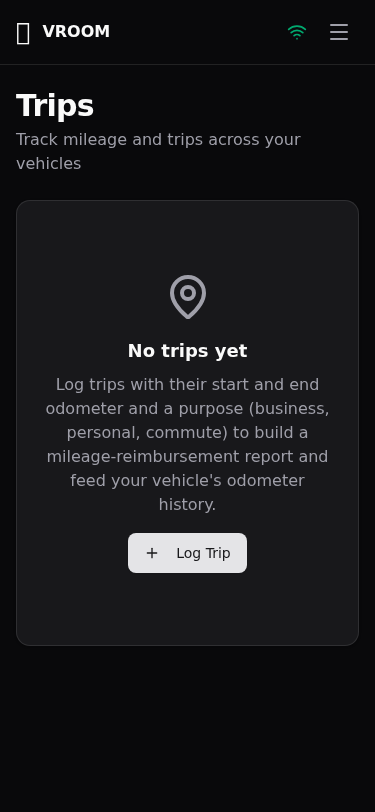 VROOM
Trips
Track mileage and trips across your
vehicles
No trips yet
Log trips with their start and end
odometer and a purpose (business,
personal, commute) to build a
mileage-reimbursement report and
feed your vehicle's odometer
history.
+ Log Trip